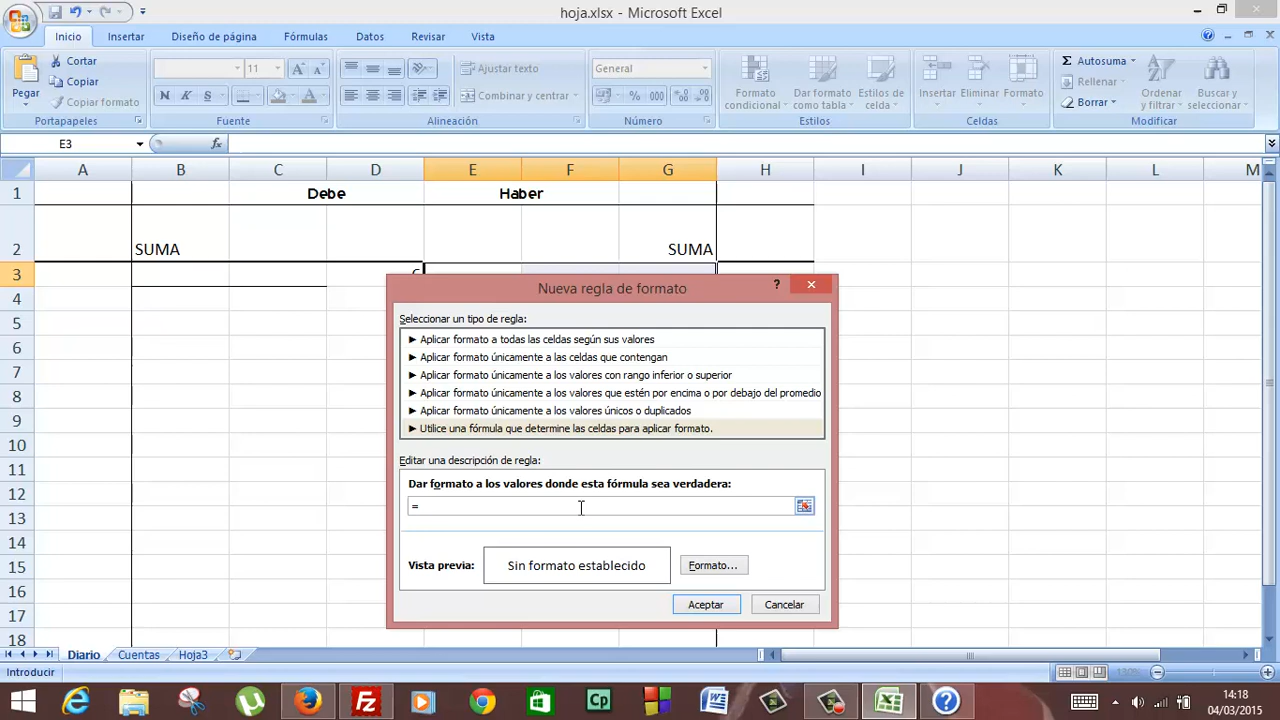 hoja.xlsx - Microsoft Excel
Inicio Insertar Diseño de página Fórmulas Datos Revisar Vista
Pegar
Cortar
Copiar
Copiar formato
Portapapeles
11
N K S
Fuente
Ajustar texto
Combinar y centrar
Alineación
General
% 000
Número
Formato condicional
Dar formato como tabla
Estilos de celda
Estilos
Insertar
Eliminar
Formato
Celdas
Autosuma
Rellenar
Borrar
Ordenar y filtrar
Buscar y seleccionar
Modificar
E3
fx
A B C D E F G H I J K L M
1 Debe Haber
2 SUMA SUMA
3
4
5
6
7
8
9
10
11
12
13
14
15
16
17
18
Nueva regla de formato
?
Seleccionar un tipo de regla:
► Aplicar formato a todas las celdas según sus valores
► Aplicar formato únicamente a las celdas que contengan
► Aplicar formato únicamente a los valores con rango inferior o superior
► Aplicar formato únicamente a los valores que estén por encima o por debajo del promedio
► Aplicar formato únicamente a los valores únicos o duplicados
► Utilice una fórmula que determine las celdas para aplicar formato.
Editar una descripción de regla:
Dar formato a los valores donde esta fórmula sea verdadera:
=
Vista previa: Sin formato establecido Formato...
Aceptar Cancelar
Diario Cuentas Hoja3
Introducir 130%
14:18
04/03/2015